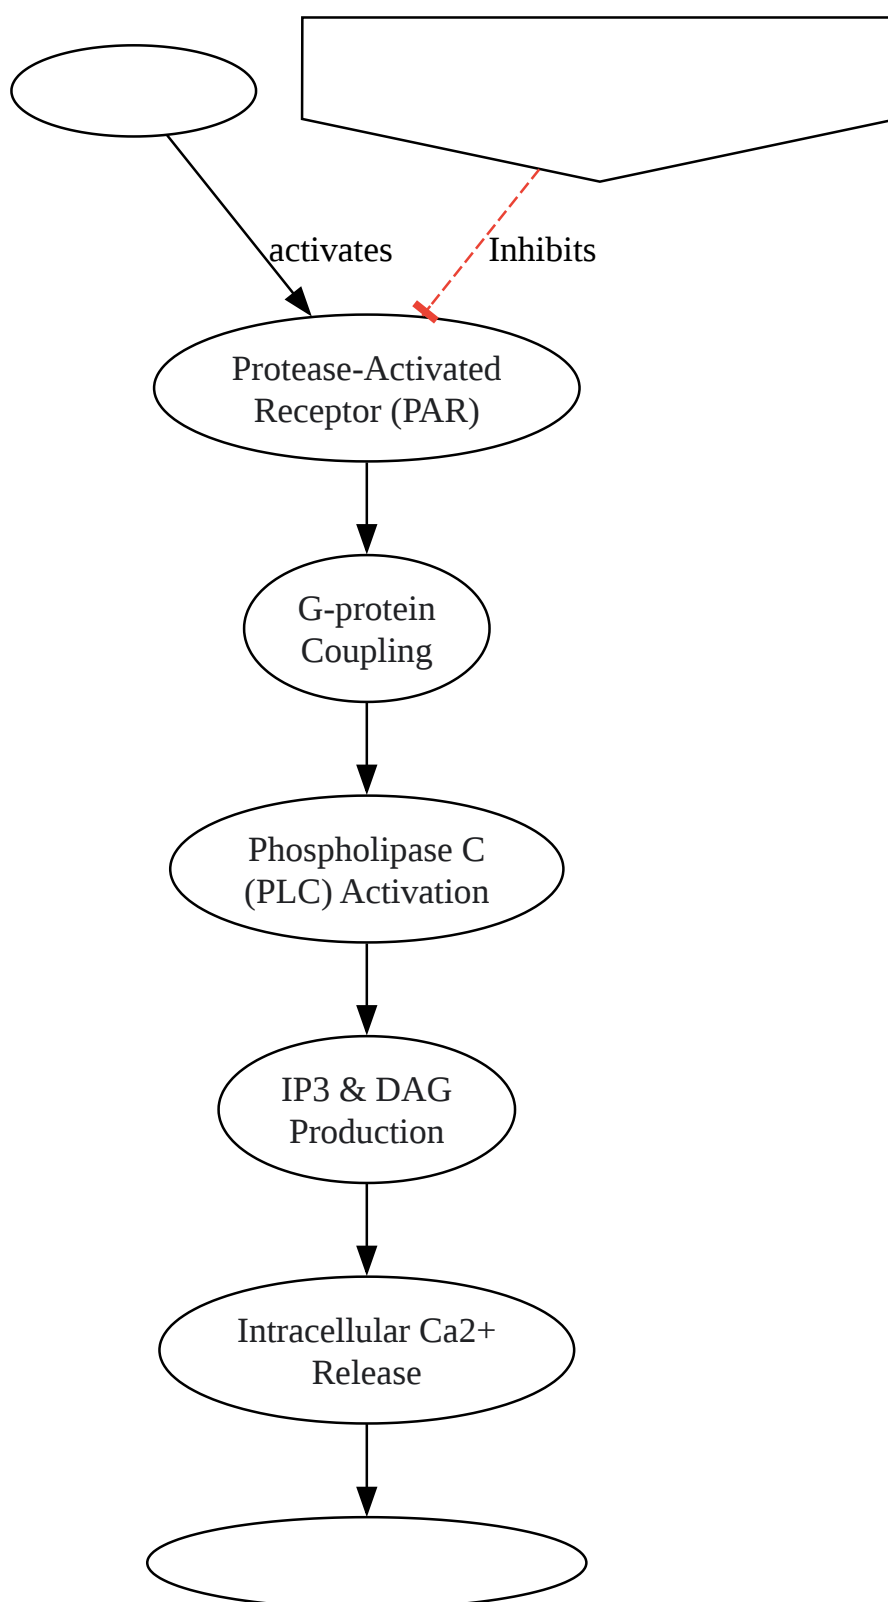 activates
Inhibits
Protease-Activated
Receptor (PAR)
G-protein
Coupling
Phospholipase C
(PLC) Activation
IP3 & DAG
Production
Intracellular Ca2+
Release